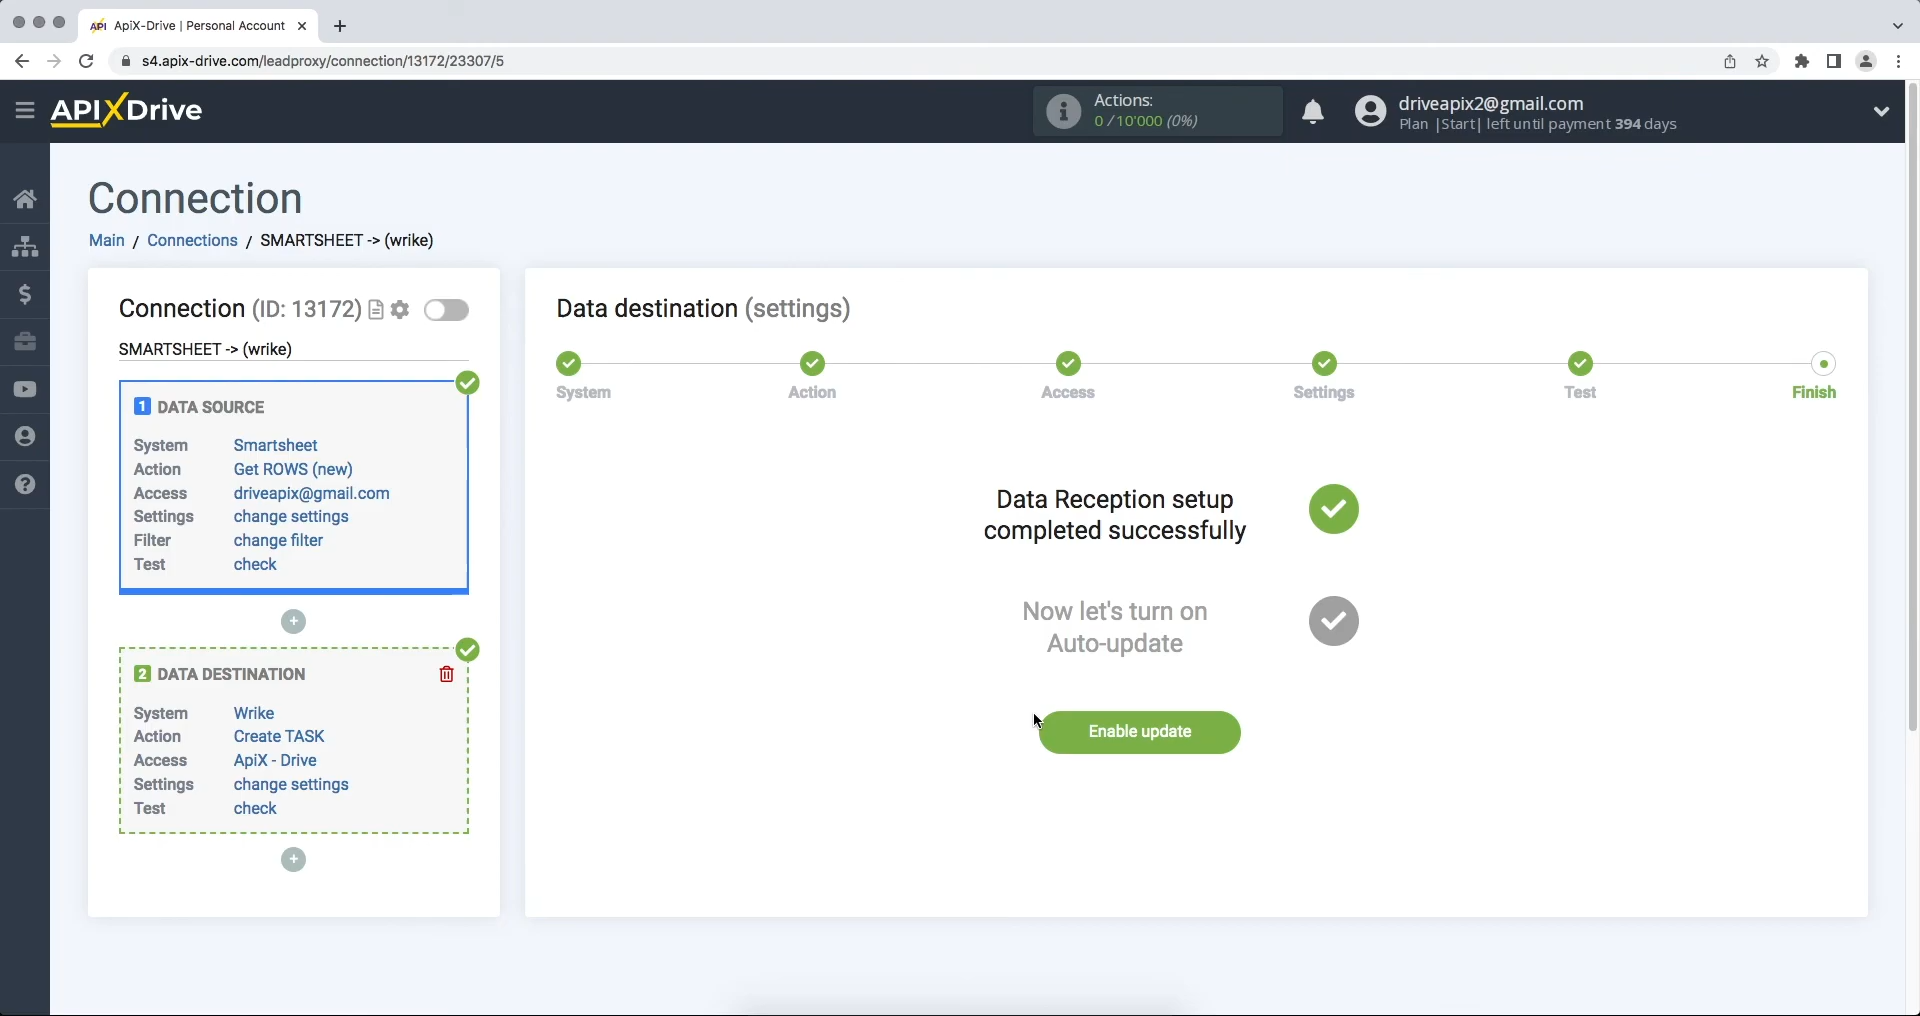 API ApiX-Drive | Personal Account
s4.apix-drive.com/leadproxy/connection/13172/23307/5
APIXDrive
Actions:
0 / 10'000 (0%)
driveapix2@gmail.com
Plan |Start| left until payment 394 days
Connection
Main / Connections / SMARTSHEET -> (wrike)
Connection (ID: 13172)
SMARTSHEET -> (wrike)
1 DATA SOURCE
System Smartsheet
Action Get ROWS (new)
Access driveapix@gmail.com
Settings change settings
Filter change filter
Test check
2 DATA DESTINATION
System Wrike
Action Create TASK
Access ApiX - Drive
Settings change settings
Test check
Data destination (settings)
System Action Access Settings Test Finish
Data Reception setup
completed successfully
Now let's turn on
Auto-update
Enable update